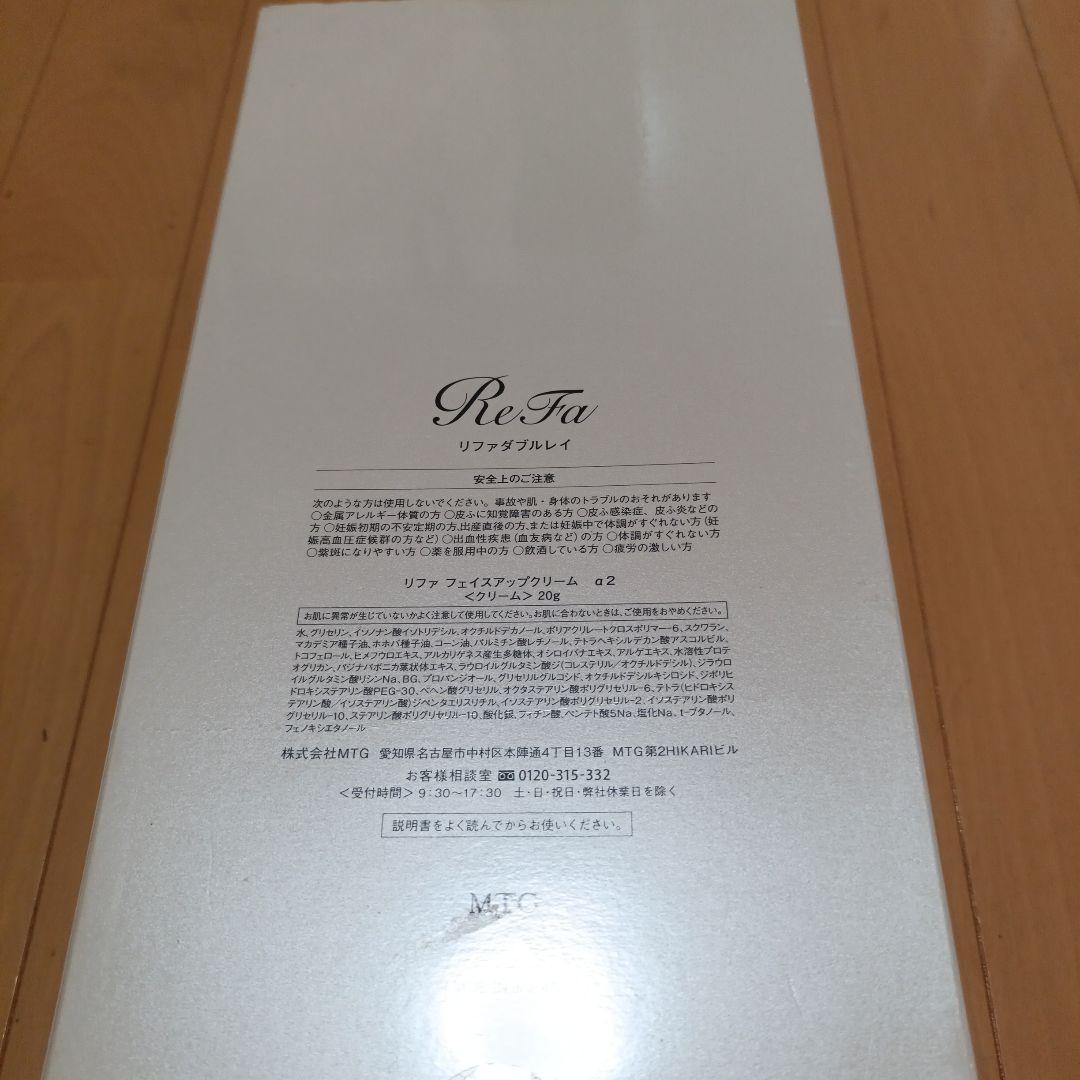 ReFa
リファダブルレイ
安全上のご注意
次のような方は使用しないでください。事故や肌・身体のトラブルのおそれがあります
○金属アレルギー体質の方 ○皮ふに知覚障害のある方 ○皮ふ感染症、皮ふ炎などの
方 ○妊娠初期の不安定期の方、出産直後の方、または妊娠中で体調がすぐれない方(妊
娠高血圧症候群の方など) ○出血性疾患(血友病など)の方 ○体調がすぐれない方
○紫斑になりやすい方 ○薬を服用中の方 ○飲酒している方 ○疲労の激しい方
リファ フェイスアップクリーム α2
<クリーム> 20g
お肌に異常が生じていないかよく注意して使用してください。お肌に合わないときは、ご使用をおやめください。
水、グリセリン、イソノナン酸イソトリデシル、オクチルドデカノール、ポリアクリレートクロスポリマー-6、スクワラン、
マカデミア種子油、ホホバ種子油、コーン油、パルミチン酸レチノール、テトラヘキシルデカン酸アスコルビル、
トコフェロール、ヒメフウロエキス、アルカリゲネス産生多糖体、オシロイバナエキス、アルゲエキス、水溶性プロテ
オグリカン、パジナパボニカ葉状体エキス、ラウロイルグルタミン酸ジ(コレステリル/オクチルドデシル)、ジラウロ
イルグルタミン酸リシンNa、BG、プロパンジオール、グリセリルグルコシド、オクチルドデシルキシロシド、ジポリヒ
ドロキシステアリン酸PEG-30、ベヘン酸グリセリル、オクタステアリン酸ポリグリセリル-6、テトラ(ヒドロキシス
テアリン酸/イソステアリン酸)ジペンタエリスリチル、イソステアリン酸ポリグリセリル-2、イソステアリン酸ポリ
グリセリル-10、ステアリン酸ポリグリセリル-10、酸化銀、フィチン酸、ペンテト酸5Na、塩化Na、t-ブタノール、
フェノキシエタノール
株式会社MTG 愛知県名古屋市中村区本陣通4丁目13番 MTG第2HIKARIビル
お客様相談室 0120-315-332
<受付時間> 9:30〜17:30 土・日・祝日・弊社休業日を除く
説明書をよく読んでからお使いください。
MTG